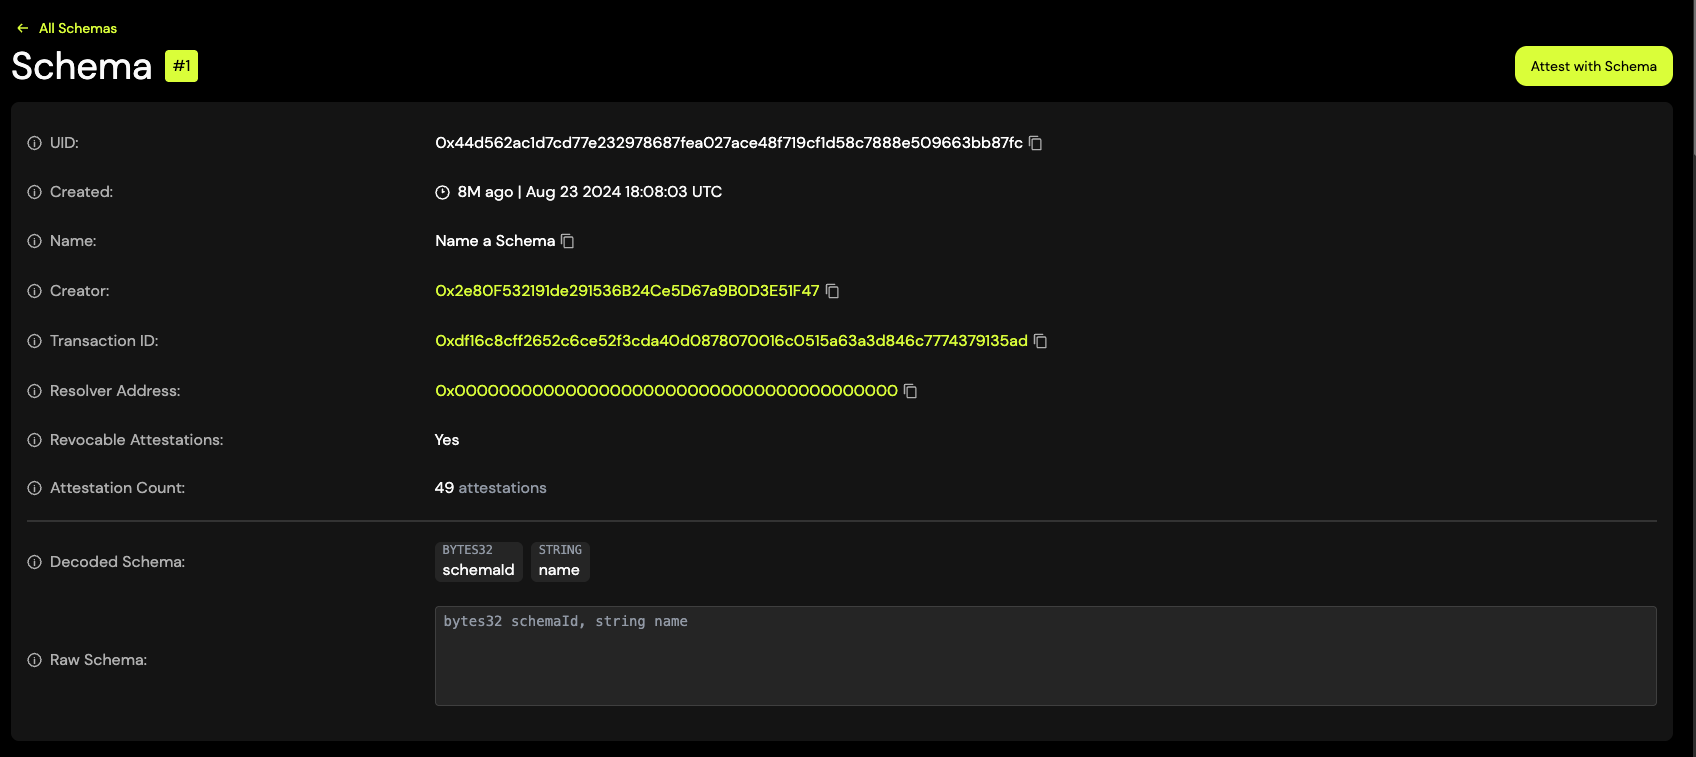 ← All Schemas
Schema #1
Attest with Schema
UID: 0x44d562ac1d7cd77e232978687fea027ace48f719cf1d58c7888e509663bb87fc
Created: 8M ago | Aug 23 2024 18:08:03 UTC
Name: Name a Schema
Creator: 0x2e80F532191de291536B24Ce5D67a9B0D3E51F47
Transaction ID: 0xdf16c8cff2652c6ce52f3cda40d0878070016c0515a63a3d846c7774379135ad
Resolver Address: 0x0000000000000000000000000000000000000000
Revocable Attestations: Yes
Attestation Count: 49 attestations
Decoded Schema:
BYTES32 STRING
schemaId name
Raw Schema:
bytes32 schemaId, string name